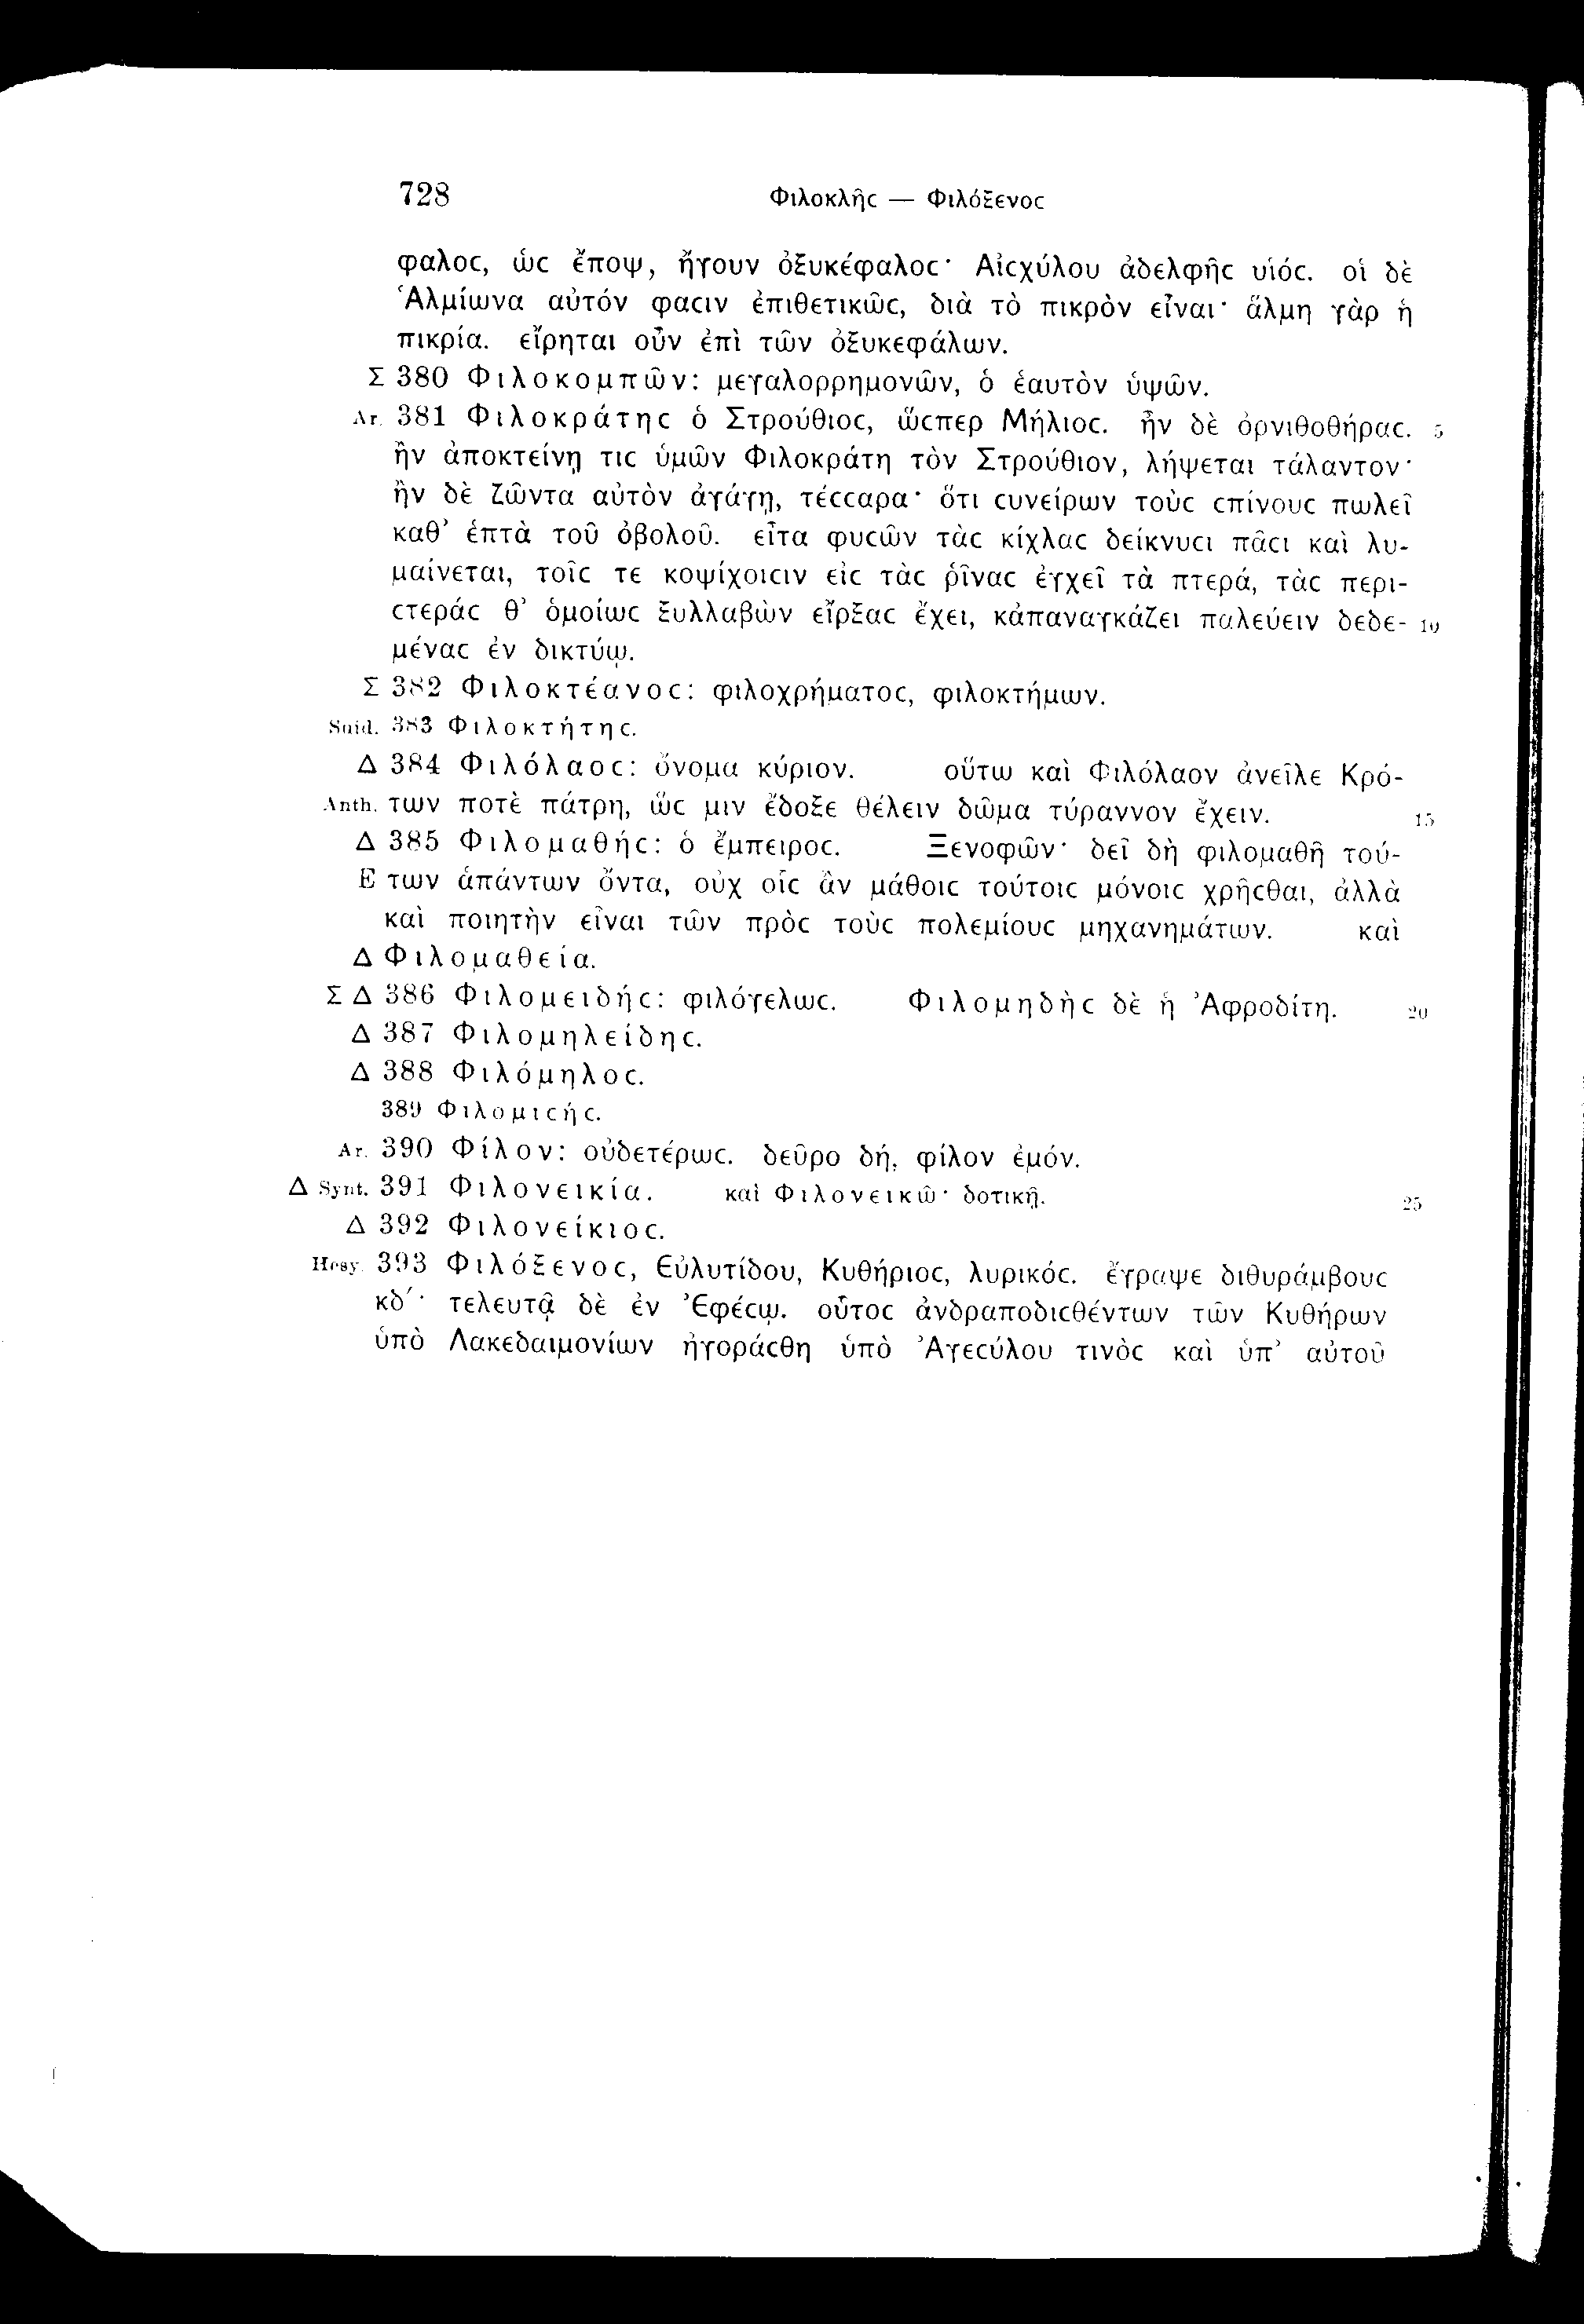 728 Φιλοκλῆϲ — Φιλόξενοϲ
φαλοϲ, ὡϲ ἔποψ, ἤγουν ὀξυκέφαλοϲ· Αἰϲχύλου ἀδελφῆϲ υἱόϲ. οἱ δὲ
Ἁλμίωνα αὐτόν φαϲιν ἐπιθετικῶϲ, διὰ τὸ πικρὸν εἶναι· ἅλμη γὰρ ἡ
πικρία. εἴρηται οὖν ἐπὶ τῶν ὀξυκεφάλων.
Σ 380 Φιλοκομπῶν: μεγαλορρημονῶν, ὁ ἑαυτὸν ὑψῶν.
Ar. 381 Φιλοκράτηϲ ὁ Στρούθιοϲ, ὥϲπερ Μήλιοϲ. ἦν δὲ ὀρνιθοθήραϲ. 5
ἢν ἀποκτείνῃ τιϲ ὑμῶν Φιλοκράτη τὸν Στρούθιον, λήψεται τάλαντον·
ἢν δὲ ζῶντα αὐτὸν ἀγάγῃ, τέϲϲαρα· ὅτι ϲυνείρων τοὺϲ ϲπίνουϲ πωλεῖ
καθ’ ἑπτὰ τοῦ ὀβολοῦ. εἶτα φυϲῶν τὰϲ κίχλαϲ δείκνυϲι πᾶϲι καὶ λυ-
μαίνεται, τοῖϲ τε κοψίχοιϲιν εἰϲ τὰϲ ῥῖναϲ ἐγχεῖ τὰ πτερά, τὰϲ περι-
ϲτεράϲ θ’ ὁμοίωϲ ξυλλαβὼν εἵρξαϲ ἔχει, κἀπαναγκάζει παλεύειν δεδε- 10
μέναϲ ἐν δικτύῳ.
Σ 382 Φιλοκτέανοϲ: φιλοχρήματοϲ, φιλοκτήμων.
Suid. 383 Φιλοκτήτηϲ.
Δ 384 Φιλόλαοϲ: ὄνομα κύριον. οὕτω καὶ Φιλόλαον ἀνεῖλε Κρό-
Anth. των ποτὲ πάτρη, ὥϲ μιν ἔδοξε θέλειν δῶμα τύραννον ἔχειν. 15
Δ 385 Φιλομαθήϲ: ὁ ἔμπειροϲ. Ξενοφῶν· δεῖ δὴ φιλομαθῆ τού-
E των ἁπάντων ὄντα, οὐχ οἷϲ ἂν μάθοιϲ τούτοιϲ μόνοιϲ χρῆϲθαι, ἀλλὰ
καὶ ποιητὴν εἶναι τῶν πρὸϲ τοὺϲ πολεμίουϲ μηχανημάτων. καὶ
Δ Φιλομαθεία.
Σ Δ 386 Φιλομειδήϲ: φιλόγελωϲ. Φιλομηδὴϲ δὲ ἡ Ἀφροδίτη. 20
Δ 387 Φιλομηλείδηϲ.
Δ 388 Φιλόμηλοϲ.
389 Φιλομιϲήϲ.
Ar. 390 Φίλον: οὐδετέρωϲ. δεῦρο δή, φίλον ἐμόν.
Δ Synt. 391 Φιλονεικία. καὶ Φιλονεικῶ· δοτικῇ. 25
Δ 392 Φιλονείκιοϲ.
Hesy. 393 Φιλόξενοϲ, Εὐλυτίδου, Κυθήριοϲ, λυρικόϲ. ἔγραψε διθυράμβουϲ
κδʹ· τελευτᾷ δὲ ἐν Ἐφέϲῳ. οὗτοϲ ἀνδραποδιϲθέντων τῶν Κυθήρων
ὑπὸ Λακεδαιμονίων ἠγοράϲθη ὑπὸ Ἀγεϲύλου τινὸϲ καὶ ὑπ’ αὐτοῦ